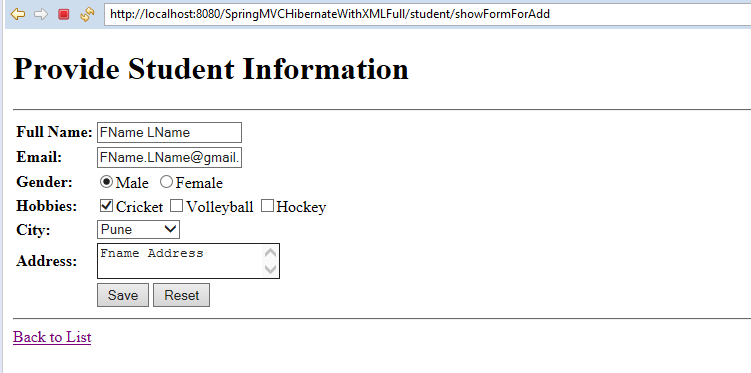 http://localhost:8080/SpringMVCHibernateWithXMLFull/student/showFormForAdd
Provide Student Information
Full Name: FName LName
Email: FName.LName@gmail.
Gender: Male Female
Hobbies: Cricket Volleyball Hockey
City: Pune
Address: Fname Address
Save Reset
Back to List